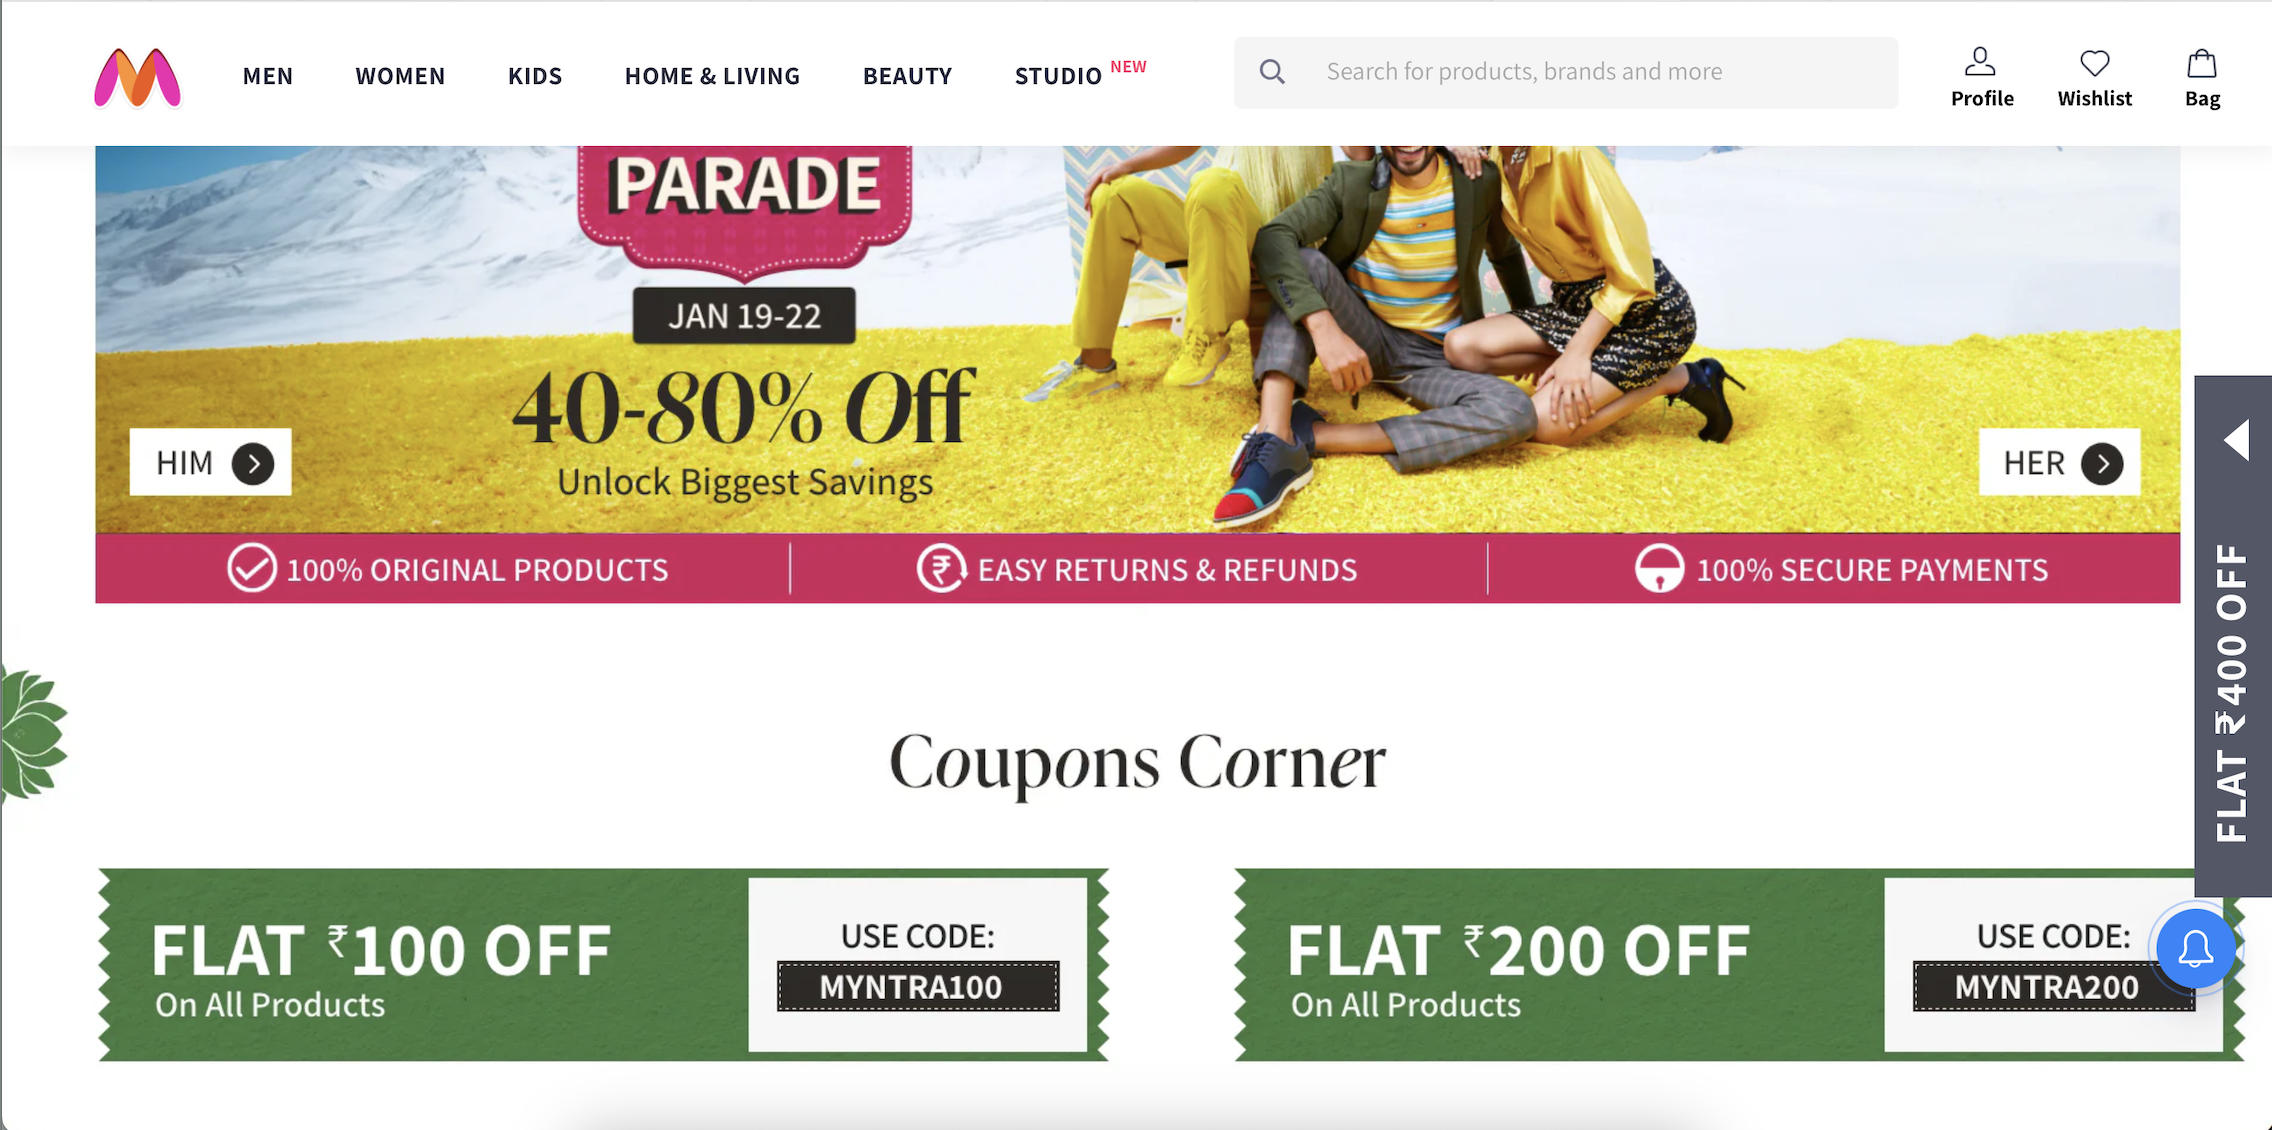 MEN
WOMEN
KIDS
HOME & LIVING
BEAUTY
STUDIO NEW
Search for products, brands and more
Profile
Wishlist
Bag
PARADE
JAN 19-22
40-80% Off
Unlock Biggest Savings
HIM
HER
100% ORIGINAL PRODUCTS
EASY RETURNS & REFUNDS
100% SECURE PAYMENTS
FLAT ₹400 OFF
Coupons Corner
FLAT ₹100 OFF
On All Products
USE CODE:
MYNTRA100
FLAT ₹200 OFF
On All Products
USE CODE:
MYNTRA200